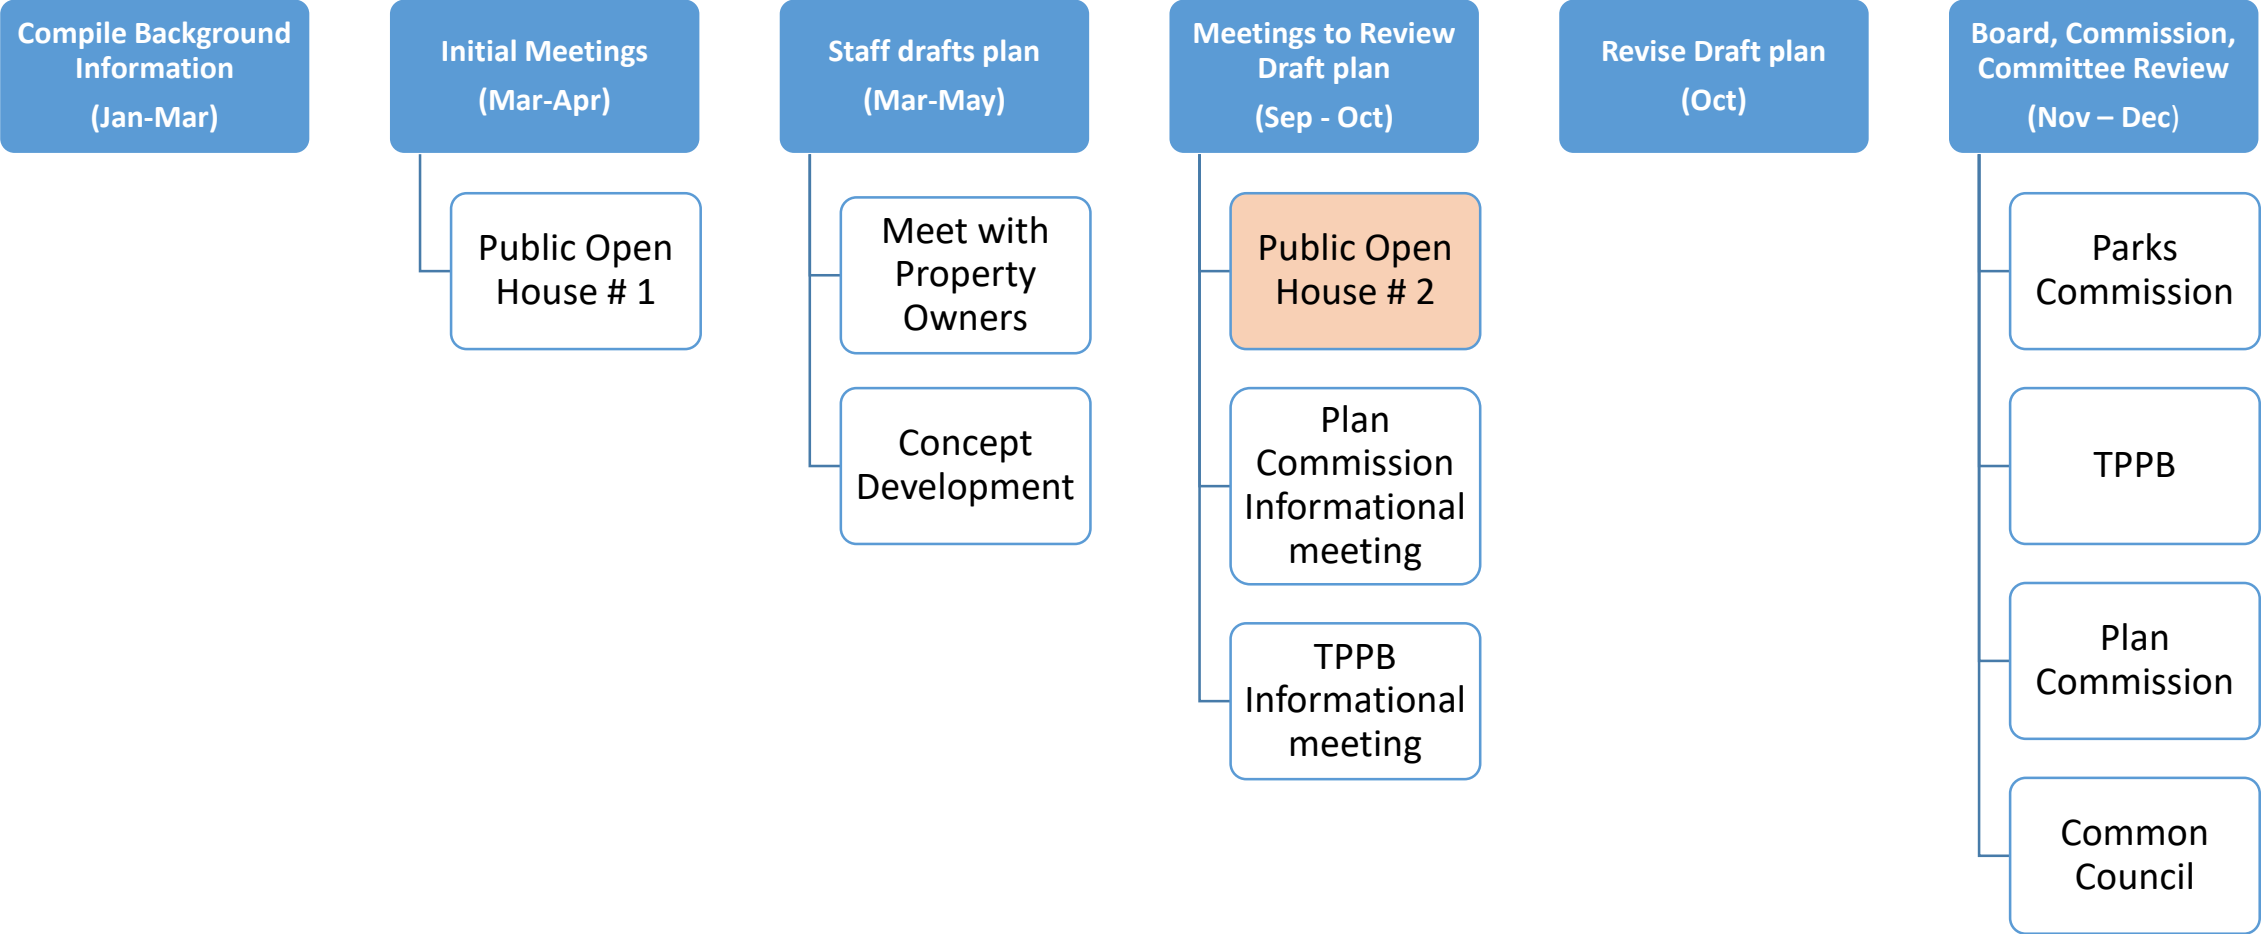 Compile Background
Information
(Jan-Mar)
Initial Meetings
(Mar-Apr)
Public Open
House # 1
Staff drafts plan
(Mar-May)
Meet with
Property
Owners
Concept
Development
Meetings to Review
Draft plan
(Sep - Oct)
Public Open
House # 2
Plan
Commission
Informational
meeting
TPPB
Informational
meeting
Revise Draft plan
(Oct)
Board, Commission,
Committee Review
(Nov – Dec)
Parks
Commission
TPPB
Plan
Commission
Common
Council